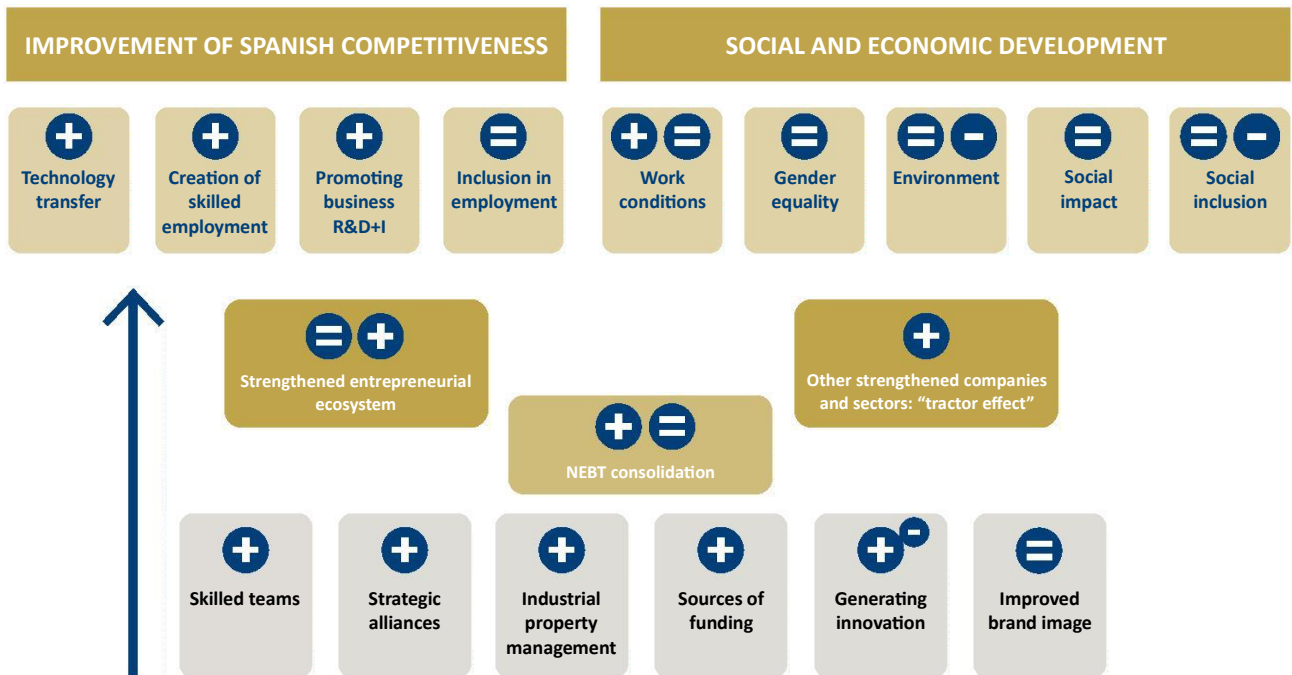 IMPROVEMENT OF SPANISH COMPETITIVENESS
SOCIAL AND ECONOMIC DEVELOPMENT
+
Technology
transfer
+
Creation of
skilled
employment
+
Promoting
business
R&D+I
=
Inclusion in
employment
+ =
Work
conditions
=
Gender
equality
= -
Environment
=
Social
impact
= -
Social
inclusion
= +
Strengthened entrepreneurial
ecosystem
+
Other strengthened companies
and sectors: “tractor effect”
+ =
NEBT consolidation
+
Skilled teams
+
Strategic
alliances
+
Industrial
property
management
+
Sources of
funding
+ -
Generating
innovation
=
Improved
brand image